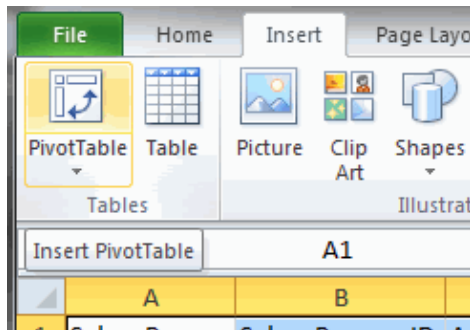 File Home Insert Page Layo
PivotTable Table Picture Clip Art Shapes
Tables Illustrat
Insert PivotTable A1
A B